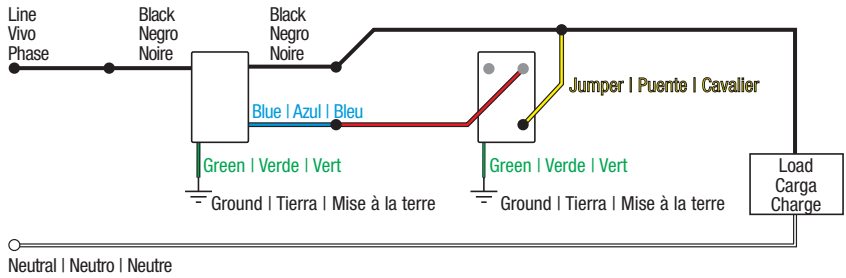 Line
Vivo
Phase
Black
Negro
Noire
Black
Negro
Noire
Jumper | Puente | Cavalier
Blue | Azul | Bleu
Green | Verde | Vert
Green | Verde | Vert
Ground | Tierra | Mise à la terre
Ground | Tierra | Mise à la terre
Load
Carga
Charge
Neutral | Neutro | Neutre